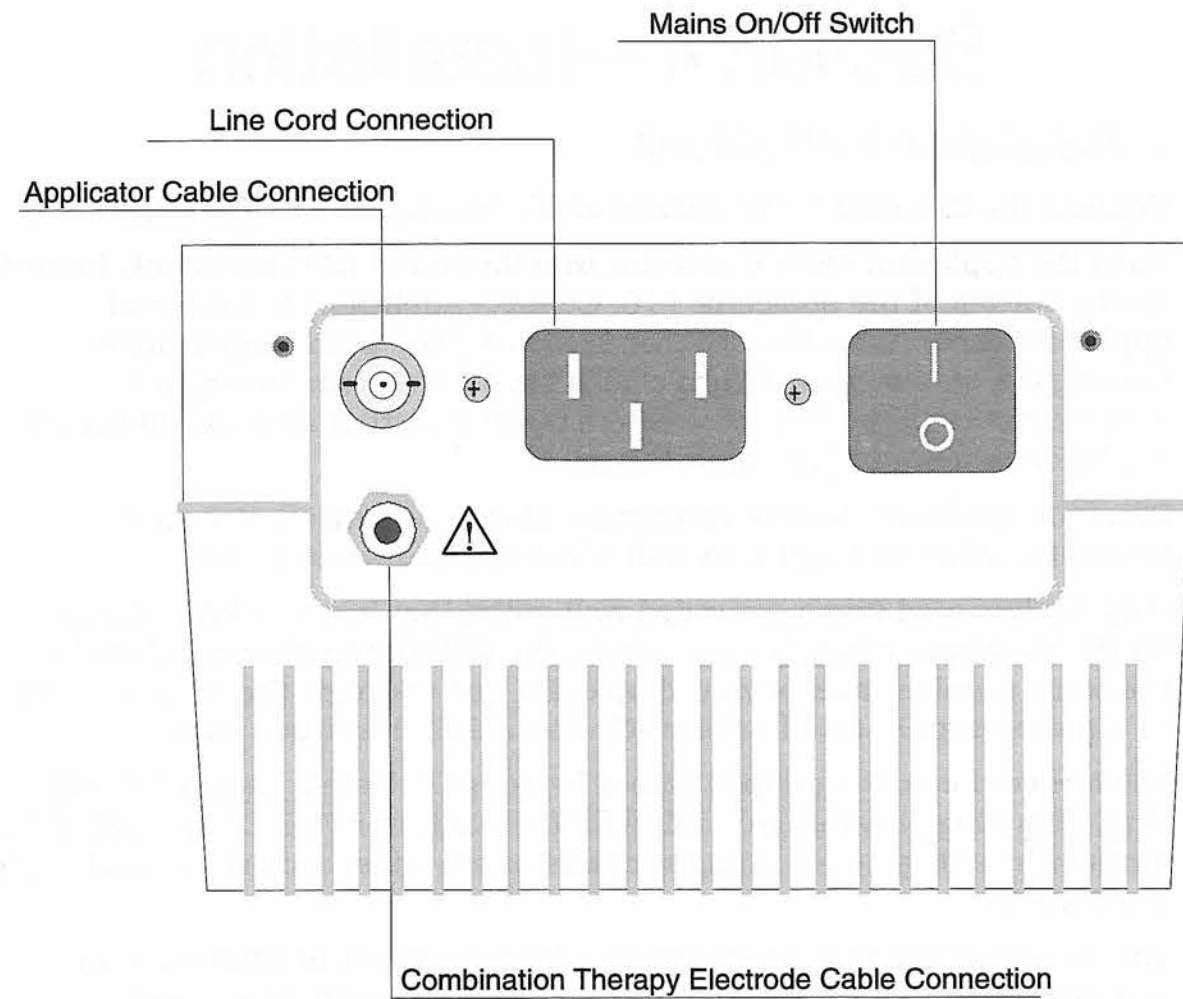 Mains On/Off Switch
Line Cord Connection
Applicator Cable Connection
Combination Therapy Electrode Cable Connection